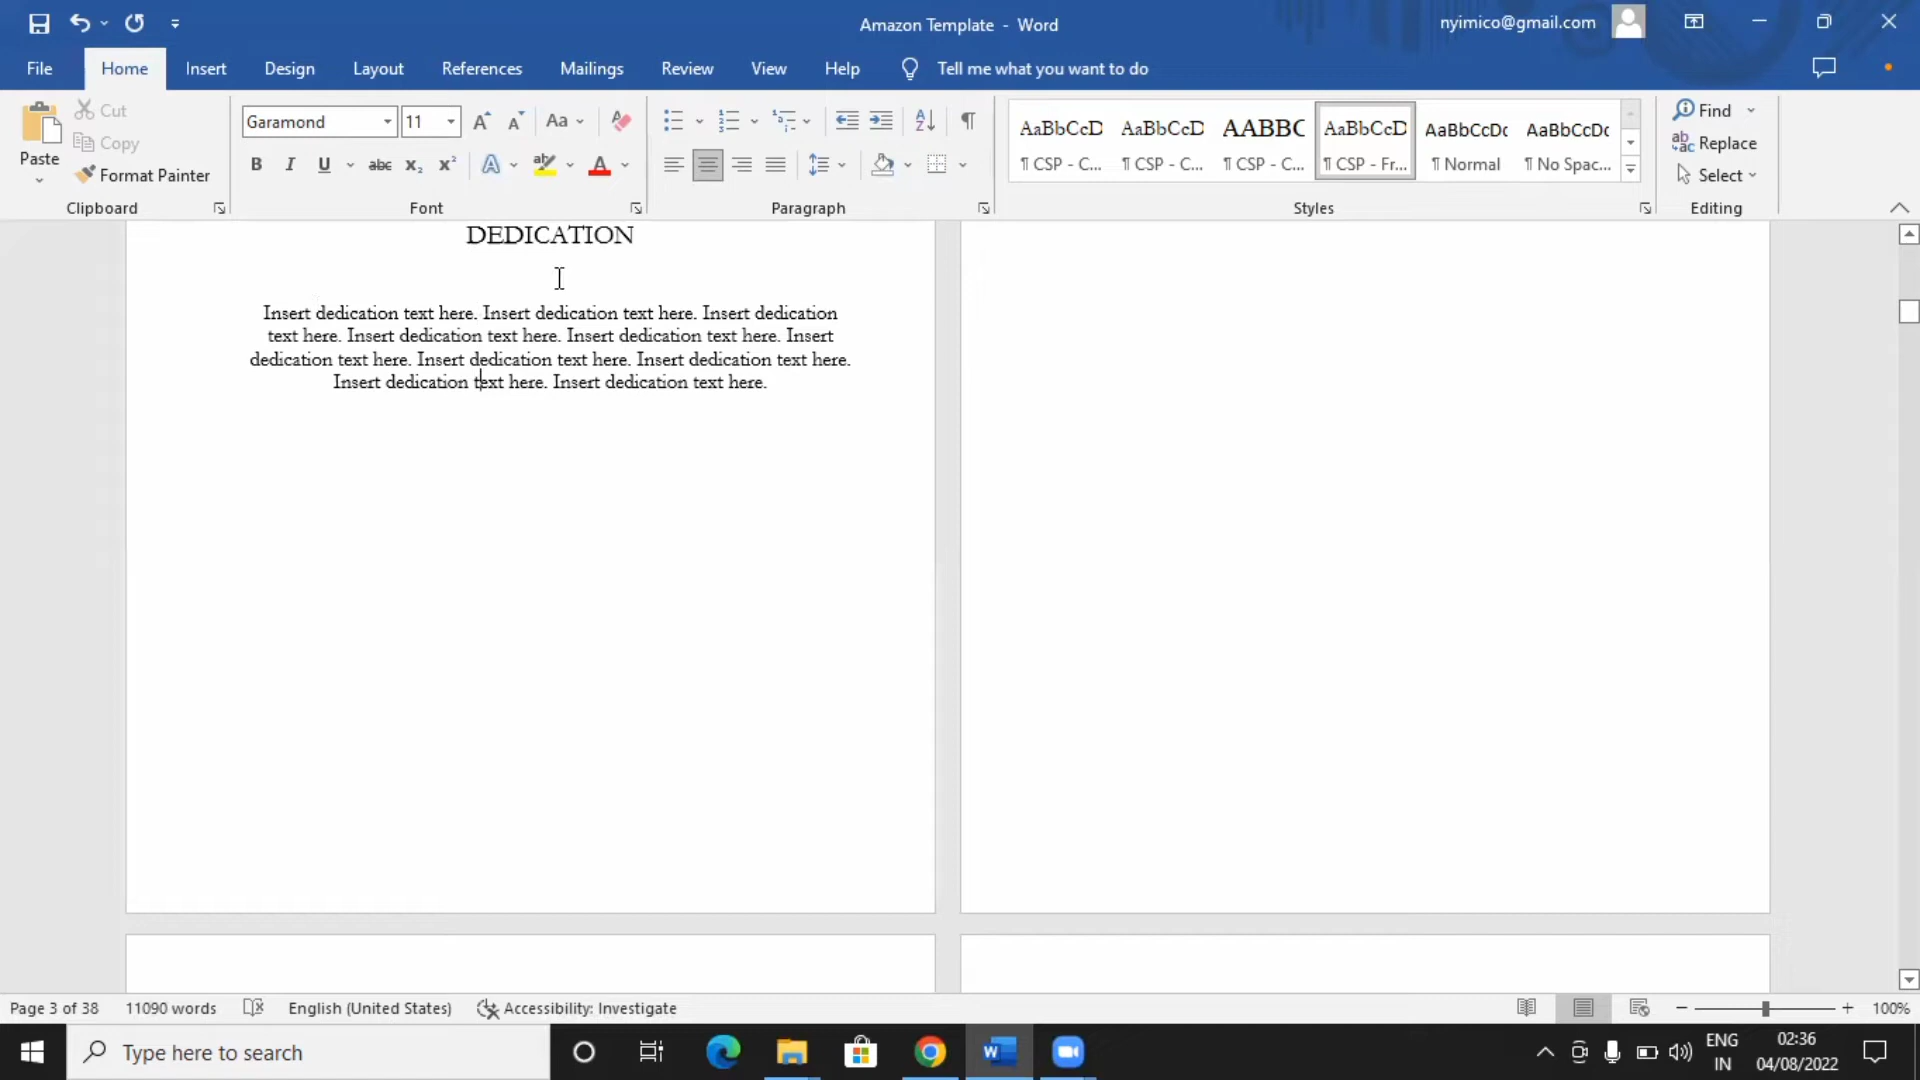 Amazon Template - Word
nyimico@gmail.com
File Home Insert Design Layout References Mailings Review View Help Tell me what you want to do
Paste
Cut
Copy
Format Painter
Clipboard
Garamond 11
Aa
B I U abc x₂ x² A ab A
Font
Paragraph
AaBbCcD ¶ CSP - C...
AaBbCcD ¶ CSP - C...
AABBC ¶ CSP - C...
AaBbCcD ¶ CSP - Fr...
AaBbCcDc ¶ Normal
AaBbCcDc ¶ No Spac...
Styles
Find
Replace
Select
Editing
DEDICATION
Insert dedication text here. Insert dedication text here. Insert dedication
text here. Insert dedication text here. Insert dedication text here. Insert
dedication text here. Insert dedication text here. Insert dedication text here.
Insert dedication text here. Insert dedication text here.
Page 3 of 38 11090 words English (United States) Accessibility: Investigate 100%
Type here to search
ENG
IN
02:36
04/08/2022